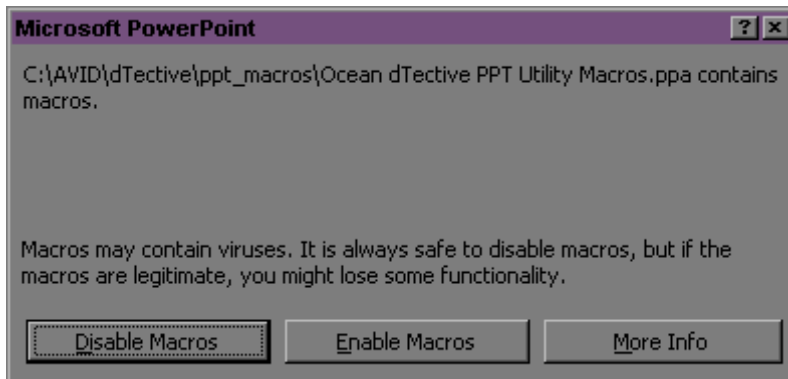 Microsoft PowerPoint
C:\AVID\dTective\ppt_macros\Ocean dTective PPT Utility Macros.ppa contains
macros.
Macros may contain viruses. It is always safe to disable macros, but if the
macros are legitimate, you might lose some functionality.
Disable Macros Enable Macros More Info